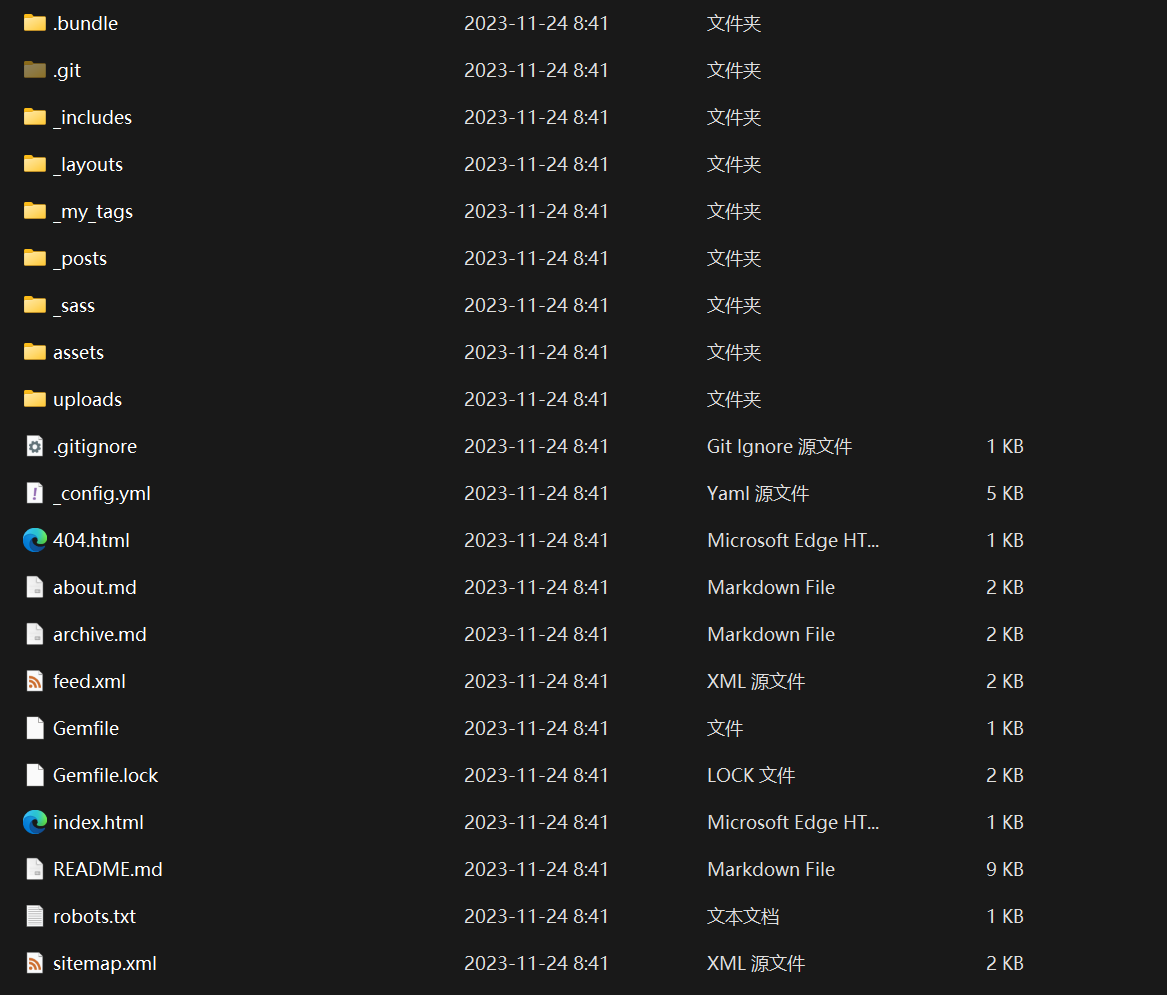 .bundle 2023-11-24 8:41 文件夹
.git 2023-11-24 8:41 文件夹
_includes 2023-11-24 8:41 文件夹
_layouts 2023-11-24 8:41 文件夹
_my_tags 2023-11-24 8:41 文件夹
_posts 2023-11-24 8:41 文件夹
_sass 2023-11-24 8:41 文件夹
assets 2023-11-24 8:41 文件夹
uploads 2023-11-24 8:41 文件夹
.gitignore 2023-11-24 8:41 Git Ignore 源文件 1 KB
_config.yml 2023-11-24 8:41 Yaml 源文件 5 KB
404.html 2023-11-24 8:41 Microsoft Edge HT... 1 KB
about.md 2023-11-24 8:41 Markdown File 2 KB
archive.md 2023-11-24 8:41 Markdown File 2 KB
feed.xml 2023-11-24 8:41 XML 源文件 2 KB
Gemfile 2023-11-24 8:41 文件 1 KB
Gemfile.lock 2023-11-24 8:41 LOCK 文件 2 KB
index.html 2023-11-24 8:41 Microsoft Edge HT... 1 KB
README.md 2023-11-24 8:41 Markdown File 9 KB
robots.txt 2023-11-24 8:41 文本文档 1 KB
sitemap.xml 2023-11-24 8:41 XML 源文件 2 KB